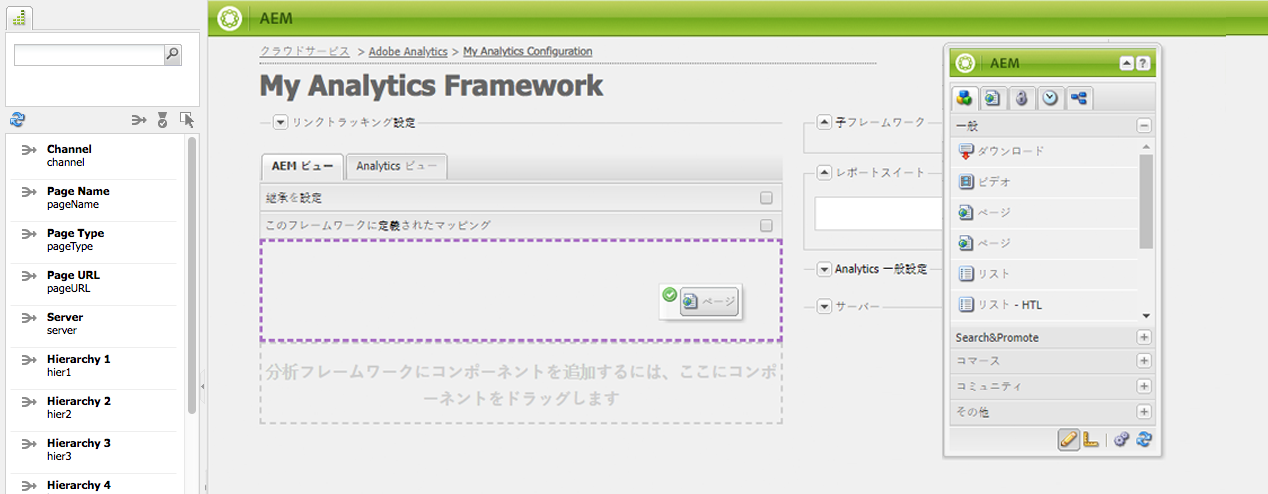 AEM
クラウドサービス > Adobe Analytics > My Analytics Configuration
My Analytics Framework
リンクトラッキング設定
AEM ビュー
Analytics ビュー
継承を設定
このフレームワークに定義されたマッピング
ページ
分析フレームワークにコンポーネントを追加するには、ここにコンポ
ーネントをドラッグします
Channel
channel
Page Name
pageName
Page Type
pageType
Page URL
pageURL
Server
server
Hierarchy 1
hier1
Hierarchy 2
hier2
Hierarchy 3
hier3
Hierarchy 4
子フレームワーク
レポートスイート
Analytics 一般設定
サーバー
AEM
?
一般
ダウンロード
ビデオ
ページ
ページ
リスト
リスト - HTL
Search&Promote
コマース
コミュニティ
その他